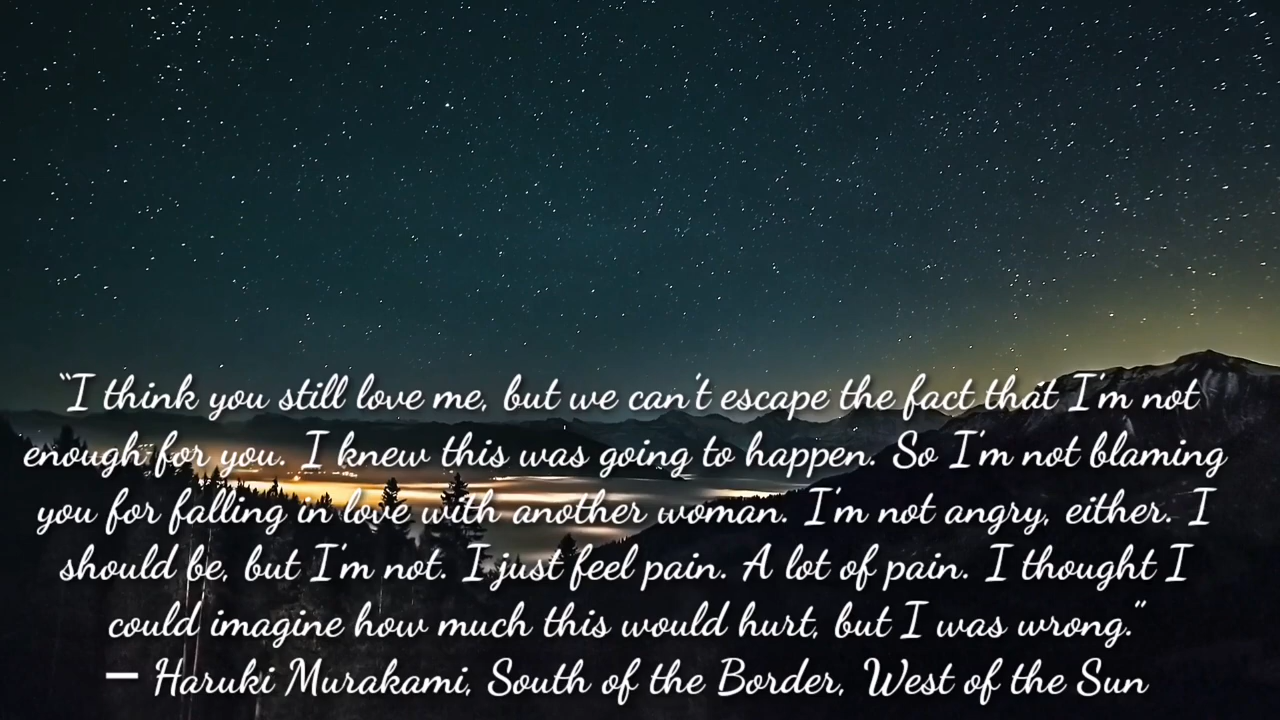 “I think you still love me, but we can’t escape the fact that I’m not
enough for you. I knew this was going to happen. So I’m not blaming
you for falling in love with another woman. I’m not angry, either. I
should be, but I’m not. I just feel pain. A lot of pain. I thought I
could imagine how much this would hurt, but I was wrong.”
― Haruki Murakami, South of the Border, West of the Sun